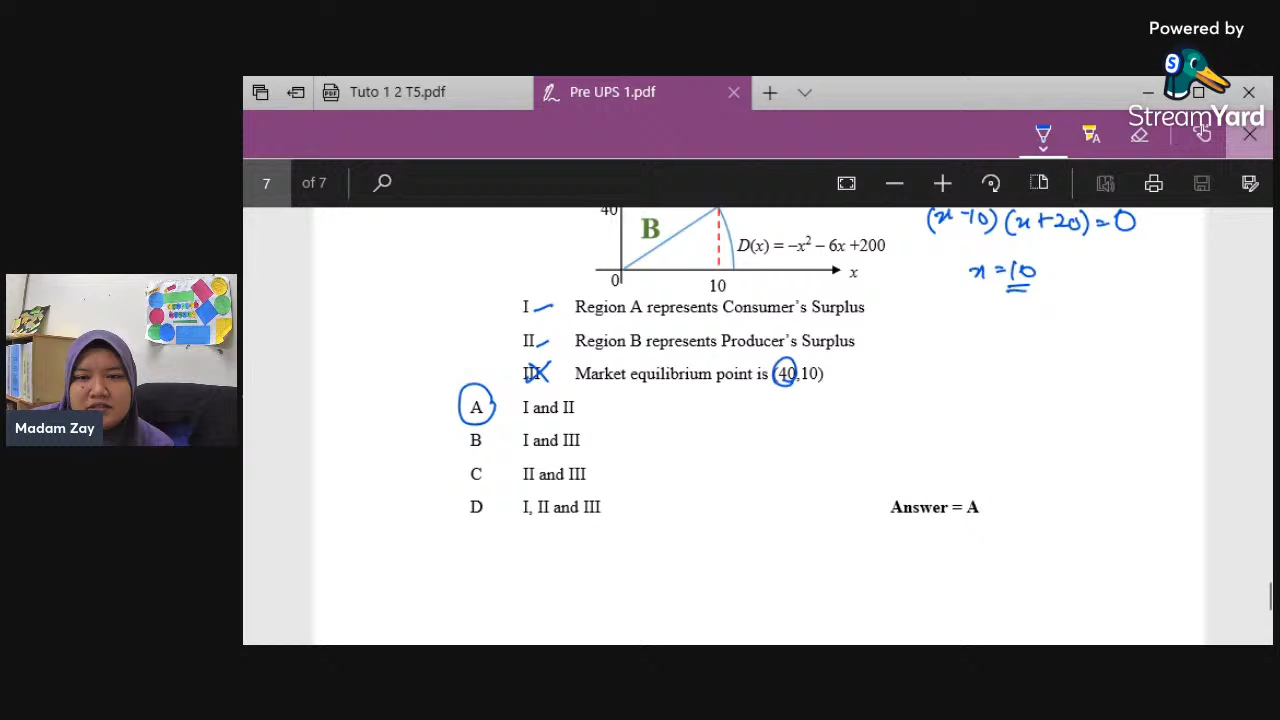 Powered by
StreamYard
Tuto 1 2 T5.pdf
Pre UPS 1.pdf
7 of 7
40
B
D(x) = –x² – 6x +200
x
0
10
(x -10) (x +20) = 0
x = 10
I Region A represents Consumer's Surplus
II Region B represents Producer's Surplus
III Market equilibrium point is (40,10)
A I and II
B I and III
C II and III
D I, II and III
Answer = A
Madam Zay